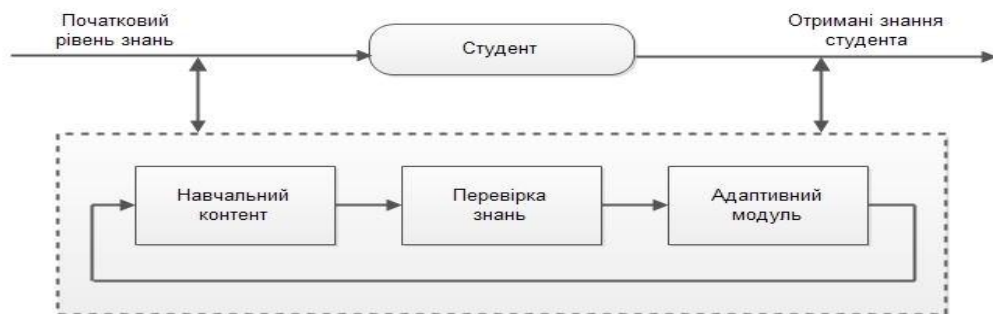 Початковий
рівень знань
Студент
Отримані знання
студента
Навчальний
контент
Перевірка
знань
Адаптивний
модуль